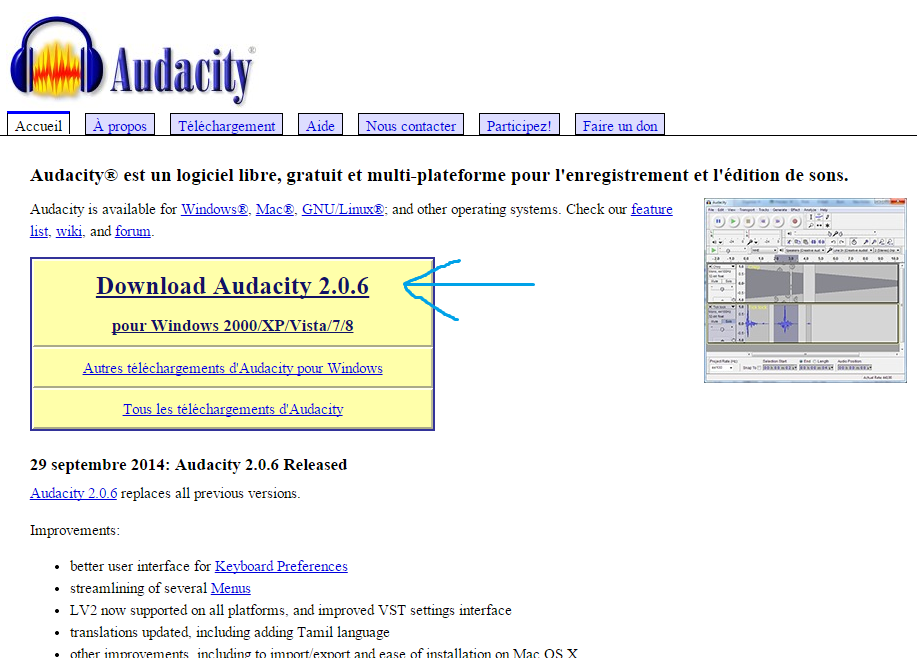 Audacity®
Accueil
À propos
Téléchargement
Aide
Nous contacter
Participez!
Faire un don
Audacity® est un logiciel libre, gratuit et multi-plateforme pour l'enregistrement et l'édition de sons.
Audacity is available for Windows®, Mac®, GNU/Linux®; and other operating systems. Check our feature
list, wiki, and forum.
Download Audacity 2.0.6
pour Windows 2000/XP/Vista/7/8
Autres téléchargements d'Audacity pour Windows
Tous les téléchargements d'Audacity
29 septembre 2014: Audacity 2.0.6 Released
Audacity 2.0.6 replaces all previous versions.
Improvements:
better user interface for Keyboard Preferences
streamlining of several Menus
LV2 now supported on all platforms, and improved VST settings interface
translations updated, including adding Tamil language
other improvements, including to import/export and ease of installation on Mac OS X